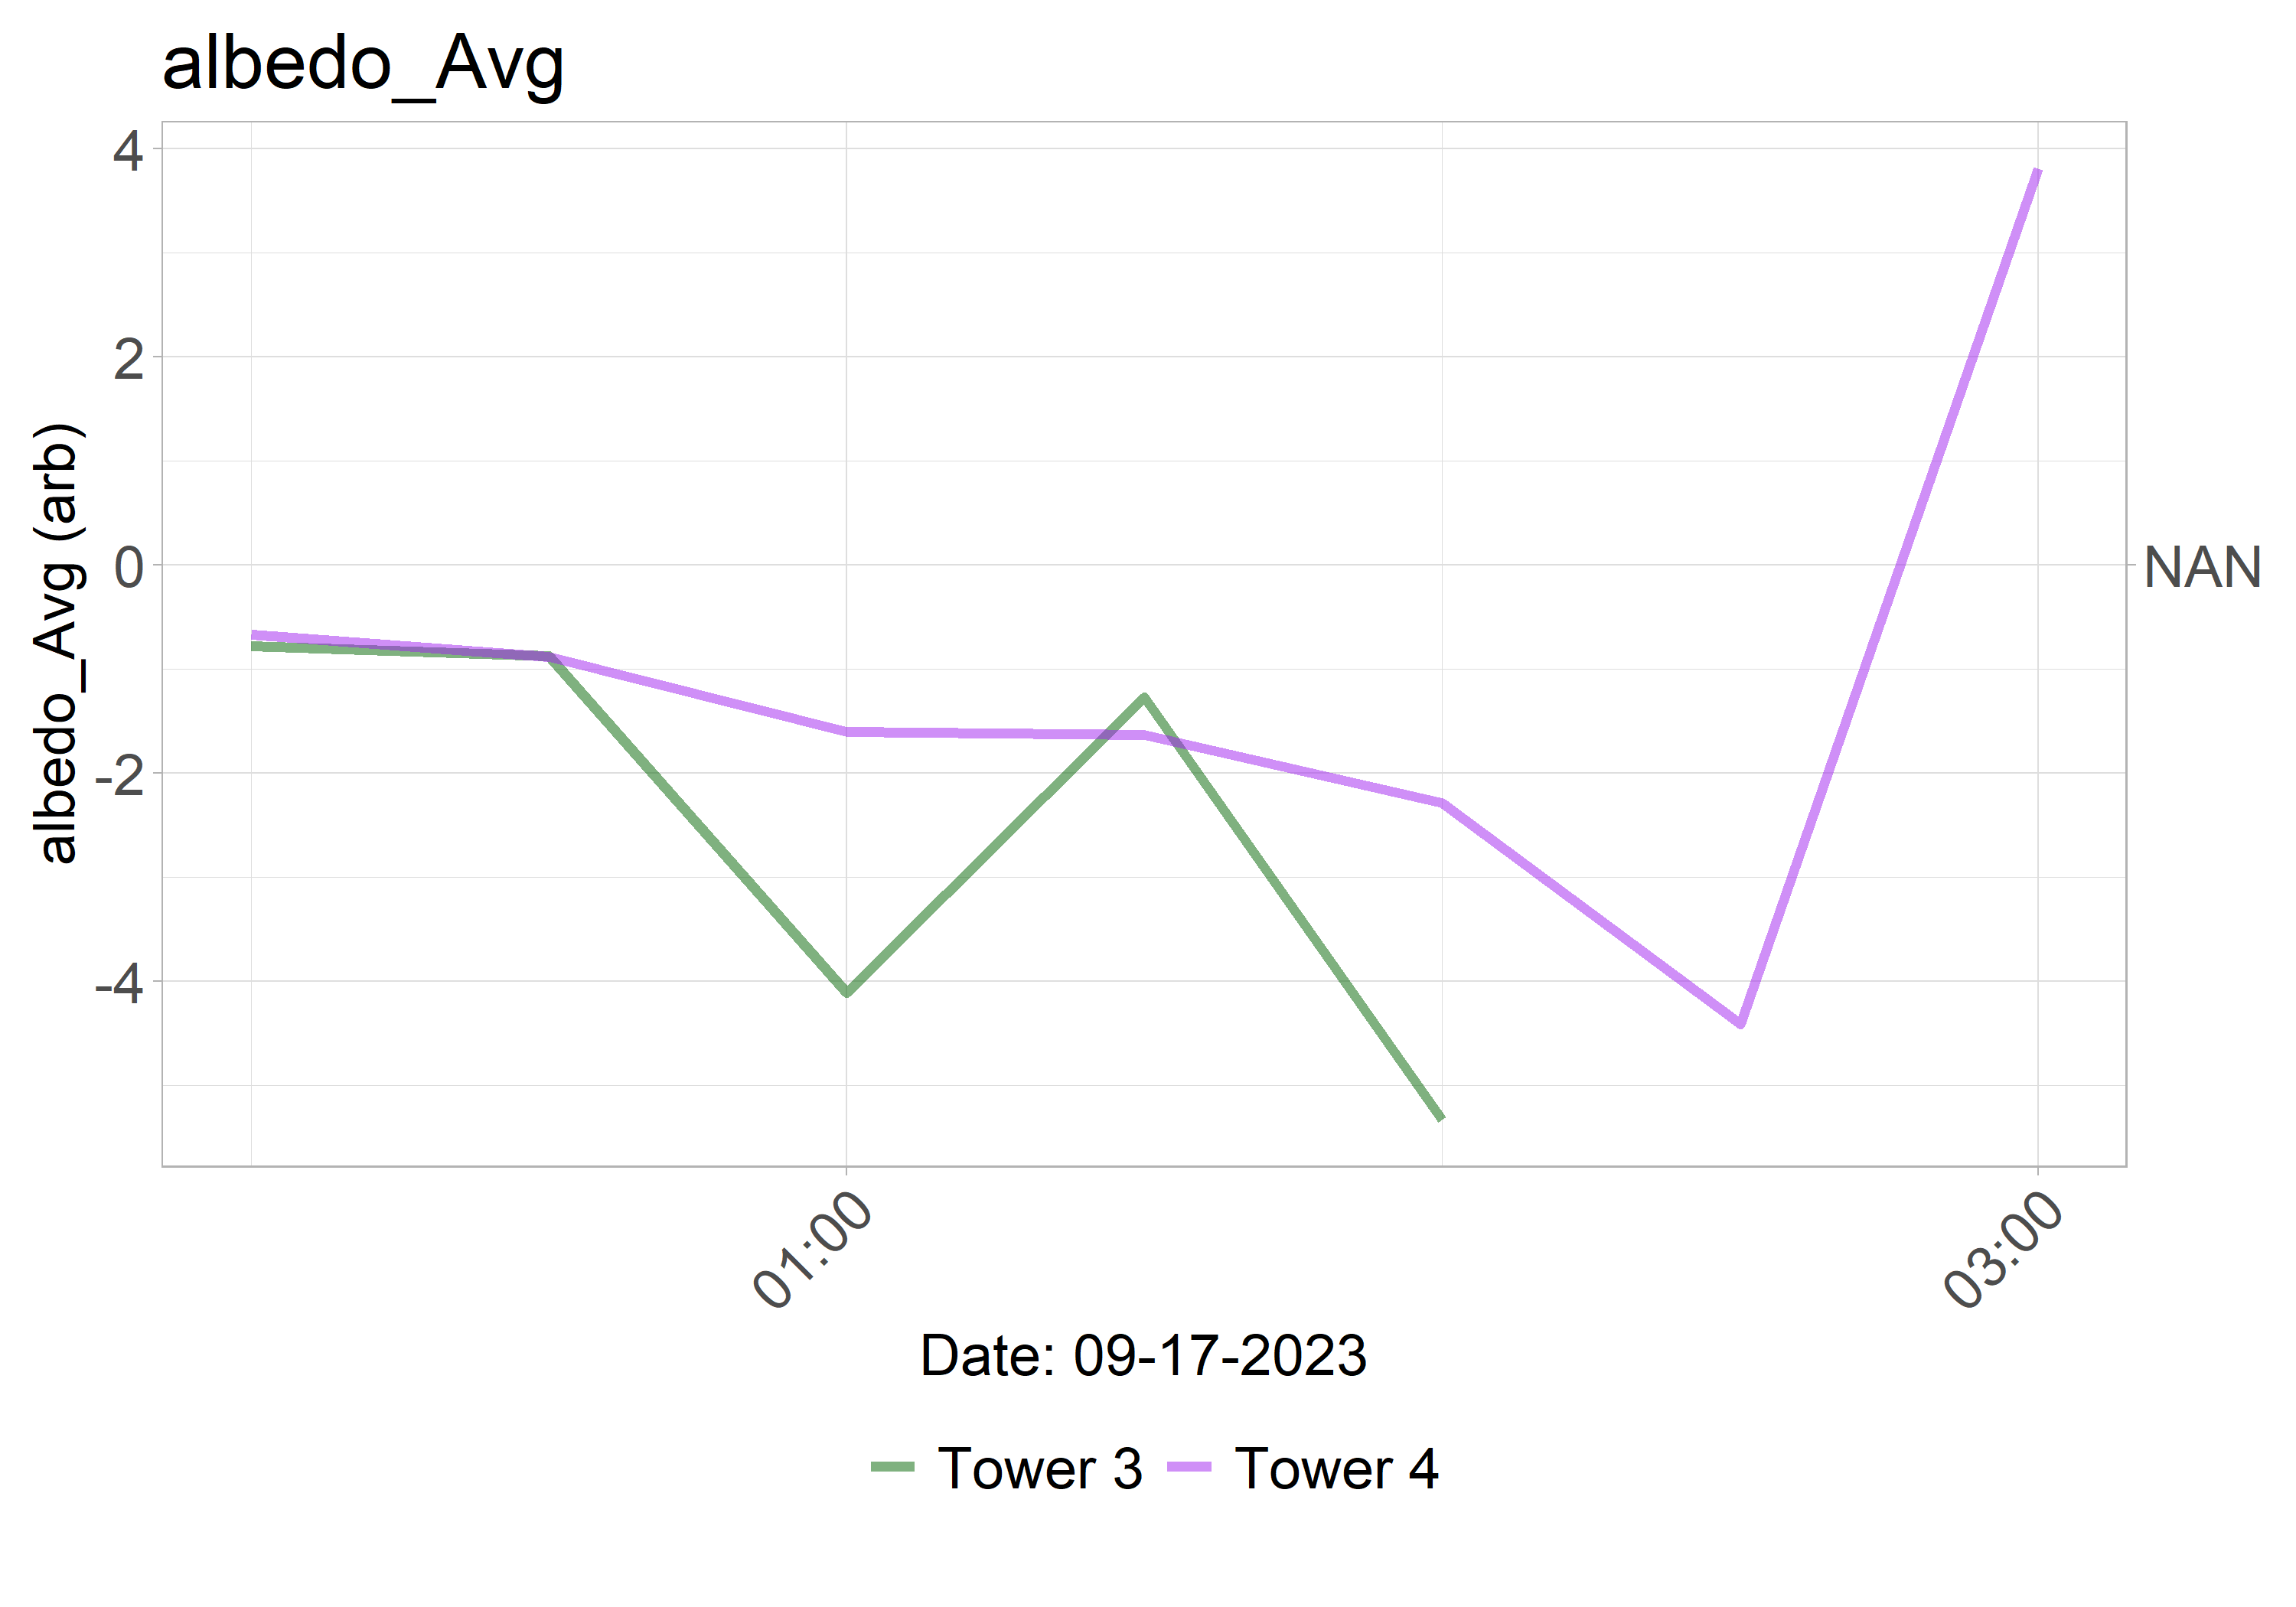 albedo_Avg
albedo_Avg (arb)
4
2
0
-2
-4
NAN
01:00
03:00
Date: 09-17-2023
Tower 3
Tower 4